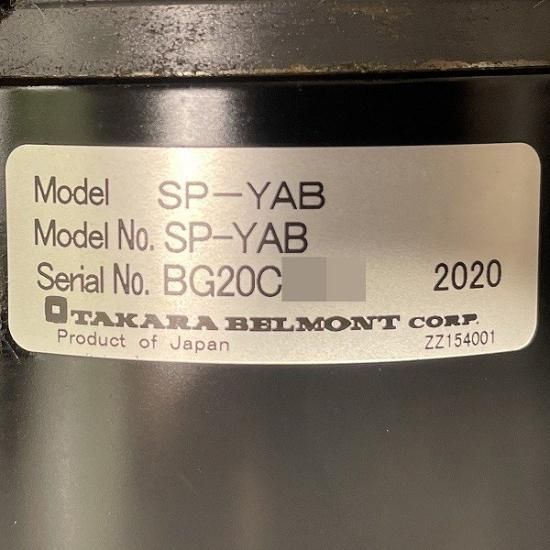 Model SP-YAB
Model No. SP-YAB
Serial No. BG20C 2020
TAKARA BELMONT CORP.
Product of Japan ZZ154001